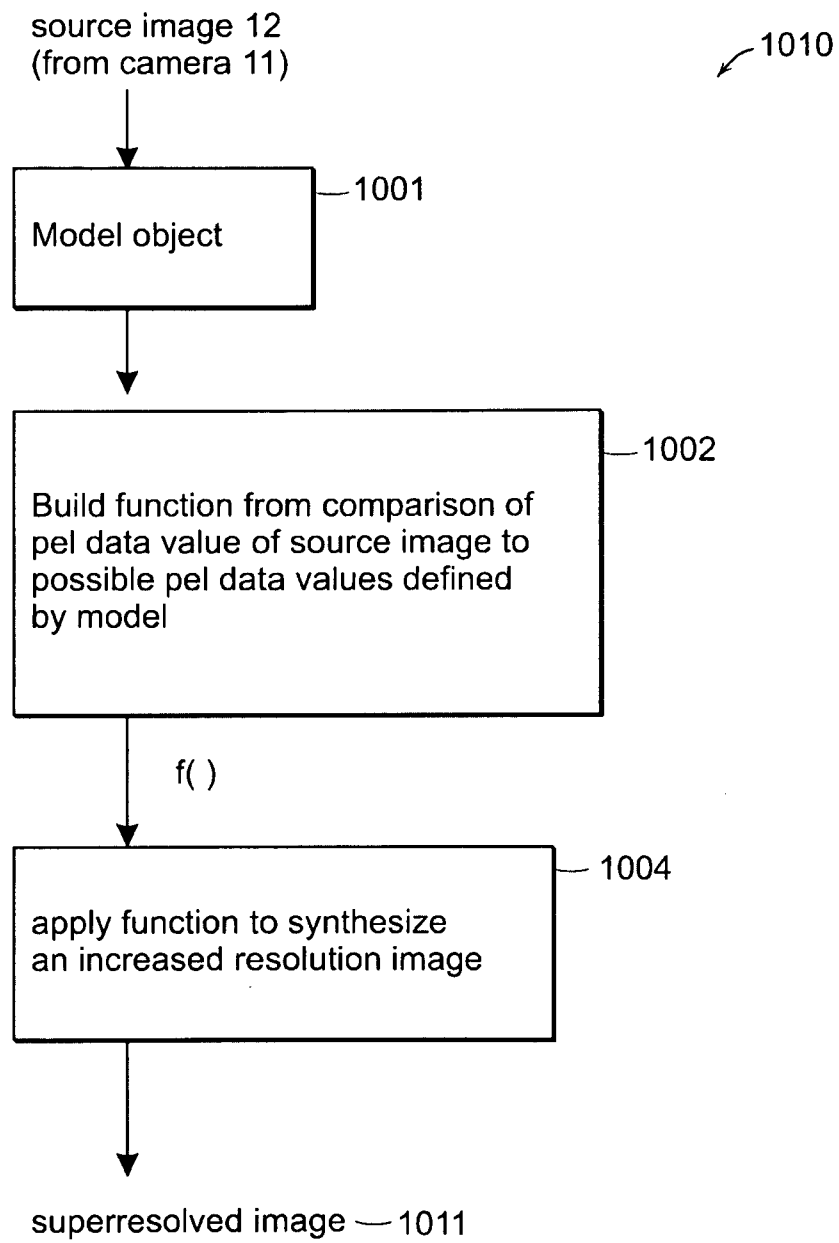 source image 12
(from camera 11)
1010
1001
Model object
1002
Build function from comparison of
pel data value of source image to
possible pel data values defined
by model
f( )
1004
apply function to synthesize
an increased resolution image
superresolved image 1011